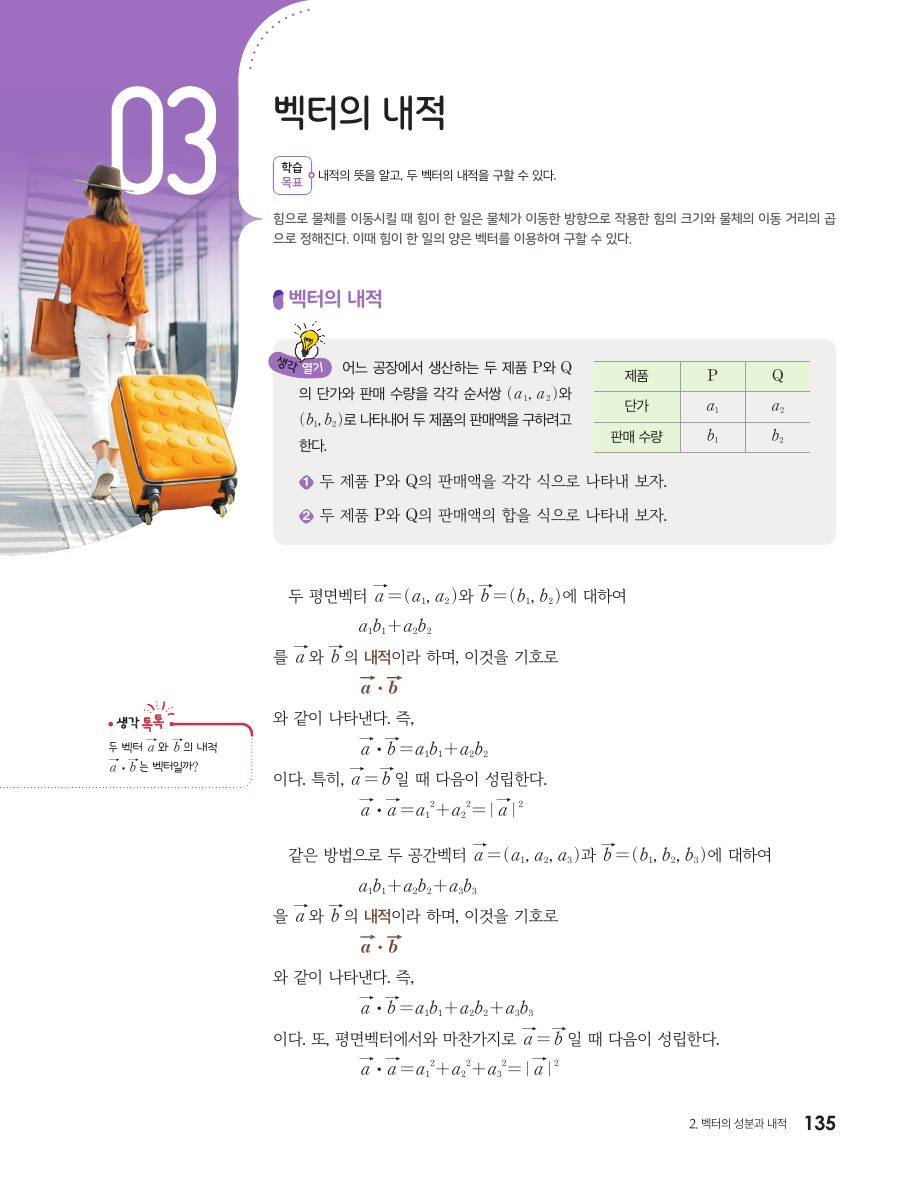 03
벡터의 내적
학습
목표
내적의 뜻을 알고, 두 벡터의 내적을 구할 수 있다.
힘으로 물체를 이동시킬 때 힘이 한 일은 물체가 이동한 방향으로 작용한 힘의 크기와 물체의 이동 거리의 곱
으로 정해진다. 이때 힘이 한 일의 양은 벡터를 이용하여 구할 수 있다.
벡터의 내적
생각 열기 어느 공장에서 생산하는 두 제품 P와 Q
의 단가와 판매 수량을 각각 순서쌍 (a₁, a₂)와
(b₁, b₂)로 나타내어 두 제품의 판매액을 구하려고
한다.
제품 P Q
단가 a₁ a₂
판매 수량 b₁ b₂
1 두 제품 P와 Q의 판매액을 각각 식으로 나타내 보자.
2 두 제품 P와 Q의 판매액의 합을 식으로 나타내 보자.
두 평면벡터 a⃗=(a₁, a₂)와 b⃗=(b₁, b₂)에 대하여
a₁b₁+a₂b₂
를 a⃗와 b⃗의 내적이라 하며, 이것을 기호로
a⃗•b⃗
와 같이 나타낸다. 즉,
a⃗•b⃗=a₁b₁+a₂b₂
이다. 특히, a⃗=b⃗일 때 다음이 성립한다.
a⃗•a⃗=a₁²+a₂²=|a⃗|²
생각 톡톡
두 벡터 a⃗와 b⃗의 내적
a⃗•b⃗는 벡터일까?
같은 방법으로 두 공간벡터 a⃗=(a₁, a₂, a₃)과 b⃗=(b₁, b₂, b₃)에 대하여
a₁b₁+a₂b₂+a₃b₃
을 a⃗와 b⃗의 내적이라 하며, 이것을 기호로
a⃗•b⃗
와 같이 나타낸다. 즉,
a⃗•b⃗=a₁b₁+a₂b₂+a₃b₃
이다. 또, 평면벡터에서와 마찬가지로 a⃗=b⃗일 때 다음이 성립한다.
a⃗•a⃗=a₁²+a₂²+a₃²=|a⃗|²
2. 벡터의 성분과 내적 135